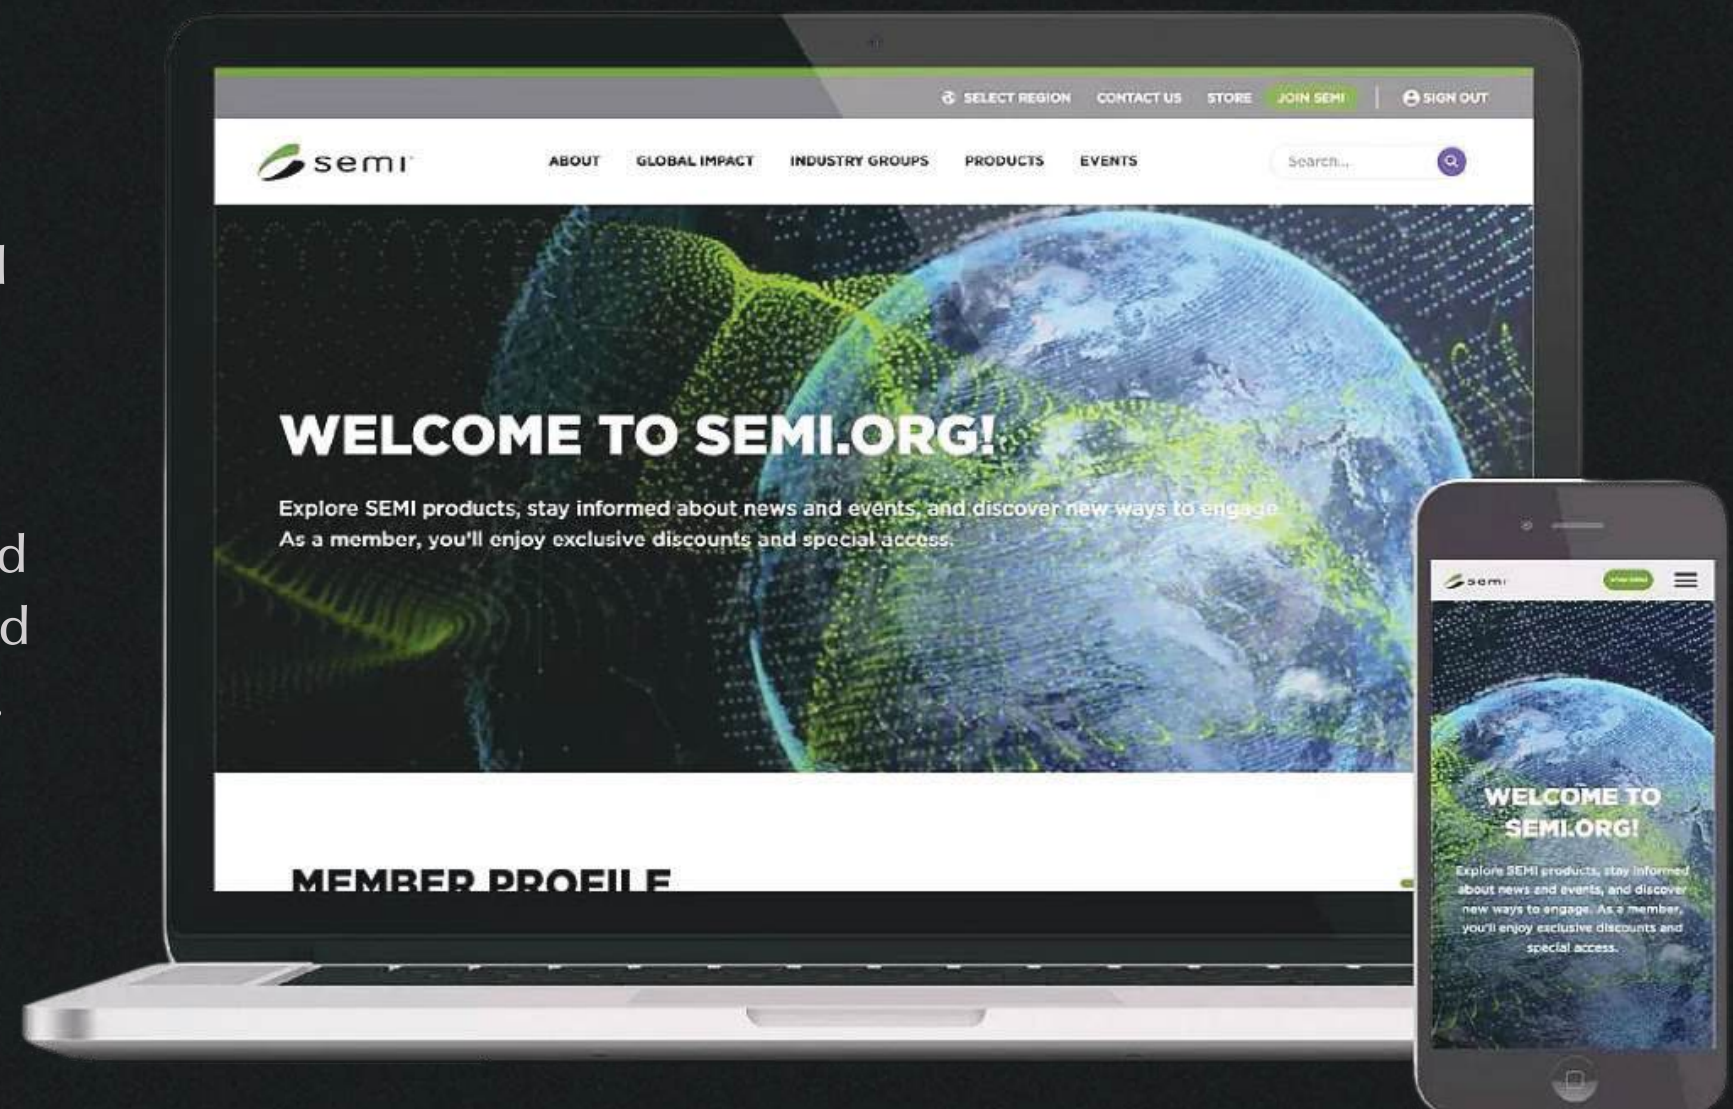 SELECT REGION CONTACT US STORE JOIN SEMI SIGN OUT
semi ABOUT GLOBAL IMPACT INDUSTRY GROUPS PRODUCTS EVENTS Search...
WELCOME TO SEMI.ORG!
Explore SEMI products, stay informed about news and events, and discover new ways to engage.
As a member, you'll enjoy exclusive discounts and special access.
MEMBER PROFILE
semi
WELCOME TO
SEMI.ORG!
Explore SEMI products, stay informed
about news and events, and discover
new ways to engage. As a member,
you'll enjoy exclusive discounts and
special access.